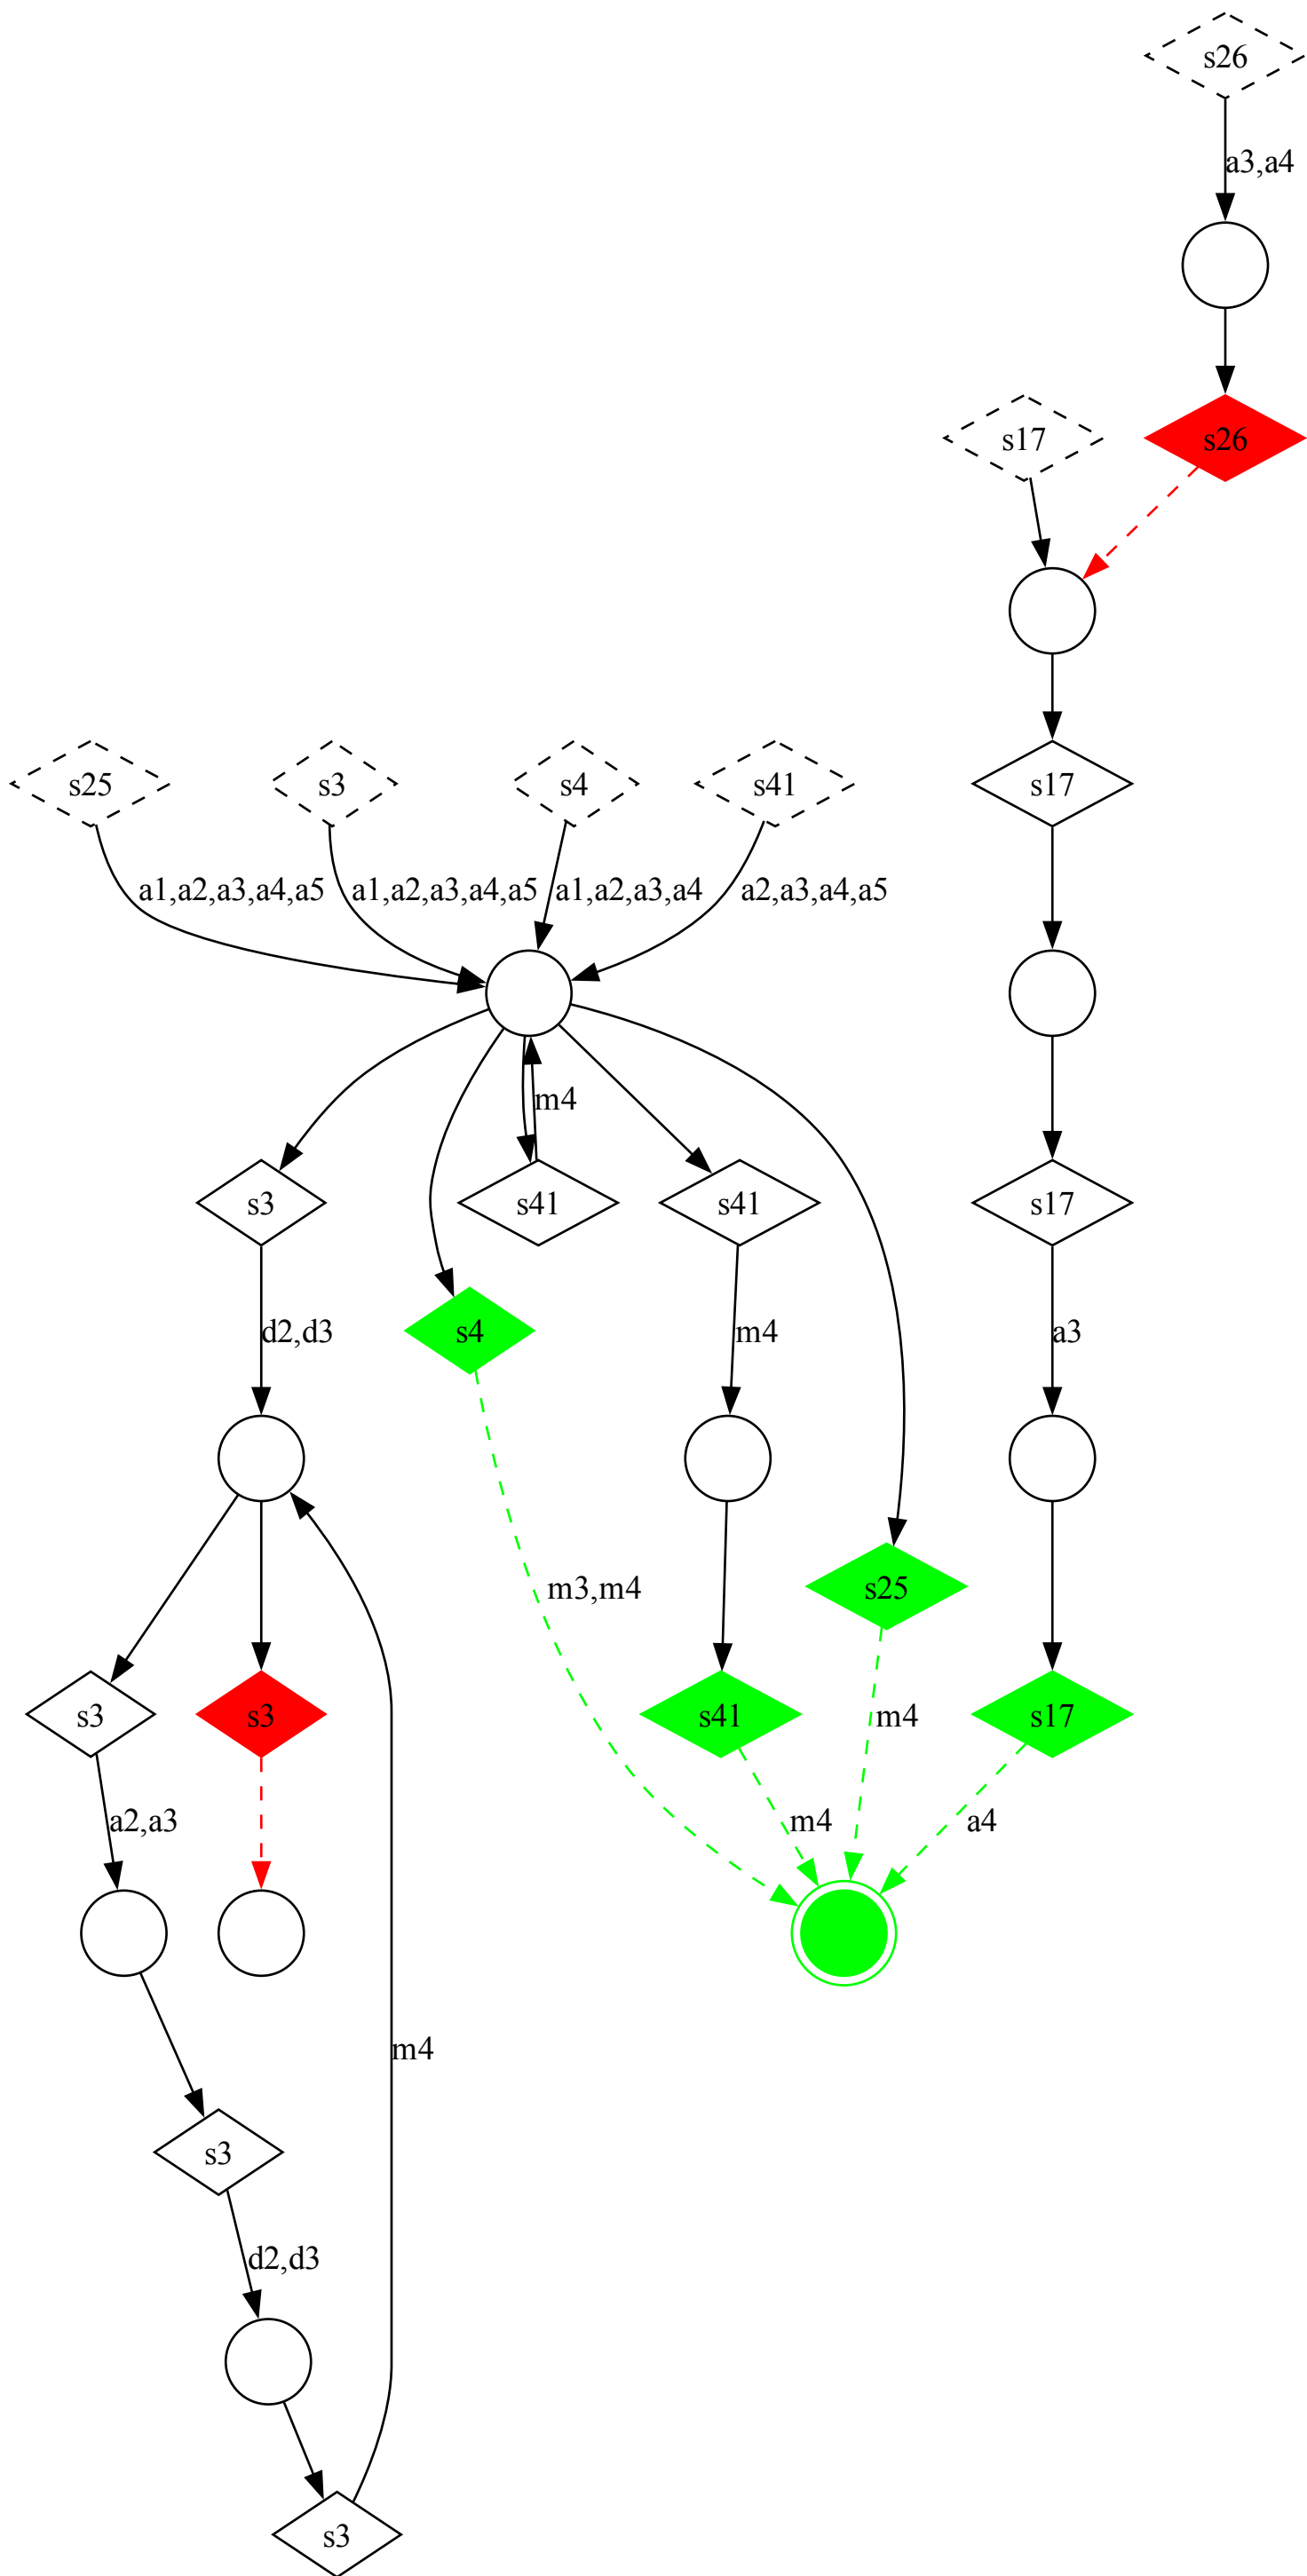 s26
a3,a4
s17
s26
s25
s3
s4
s41
s17
a1,a2,a3,a4,a5
a1,a2,a3,a4,a5
a1,a2,a3,a4
a2,a3,a4,a5
m4
s3
s41
s41
s17
d2,d3
s4
m4
a3
m3,m4
s25
s3
s3
s41
m4
s17
a2,a3
m4
a4
m4
s3
d2,d3
s3